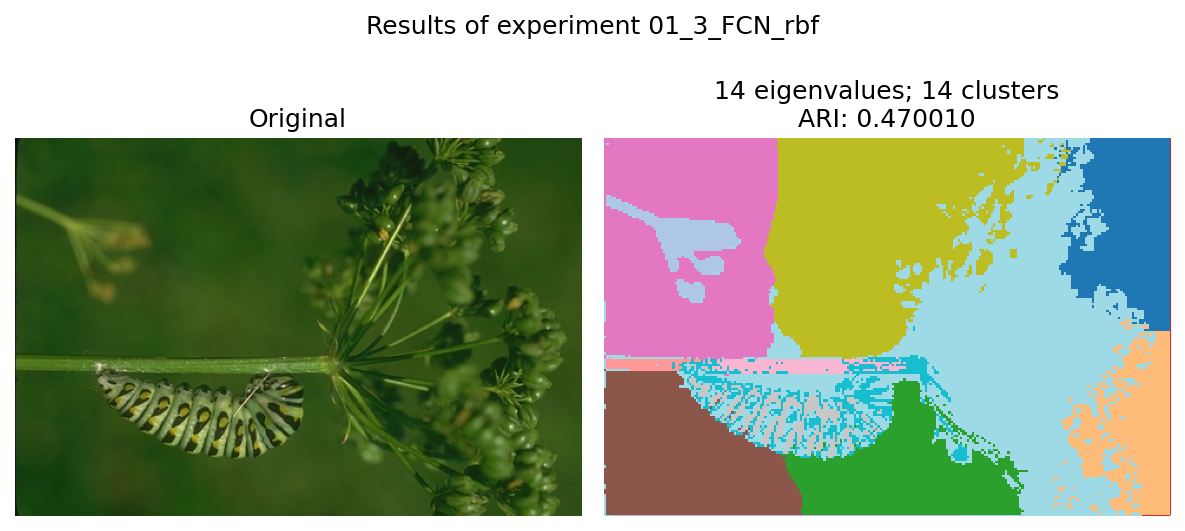 Results of experiment 01_3_FCN_rbf
Original
14 eigenvalues; 14 clusters
ARI: 0.470010